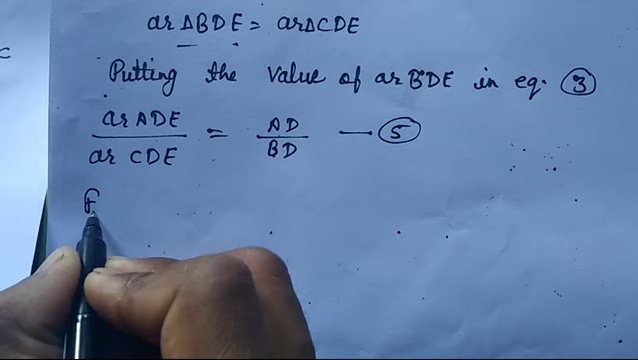 ar ΔBDE = arΔCDE
Putting the value of ar BDE in eq. ③
ar ADE / ar CDE = AD / BD — ⑤
F
c